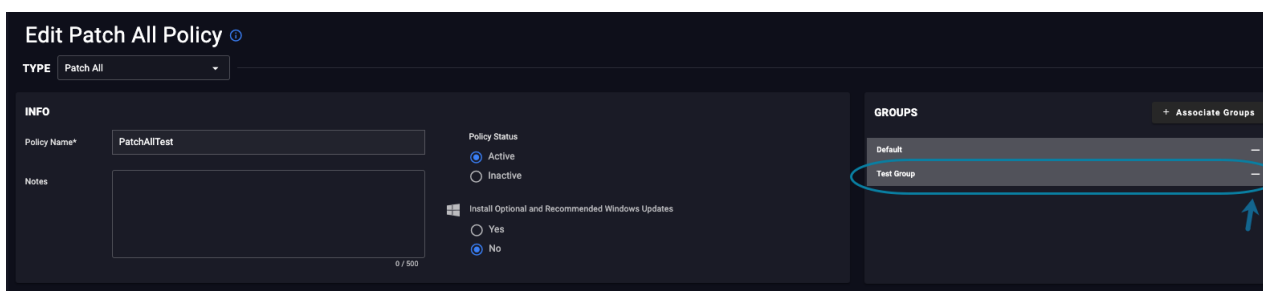 Edit Patch All Policy
TYPE Patch All
INFO
Policy Name* PatchAllTest
Notes
0 / 500
Policy Status
Active
Inactive
Install Optional and Recommended Windows Updates
Yes
No
GROUPS + Associate Groups
Default
Test Group